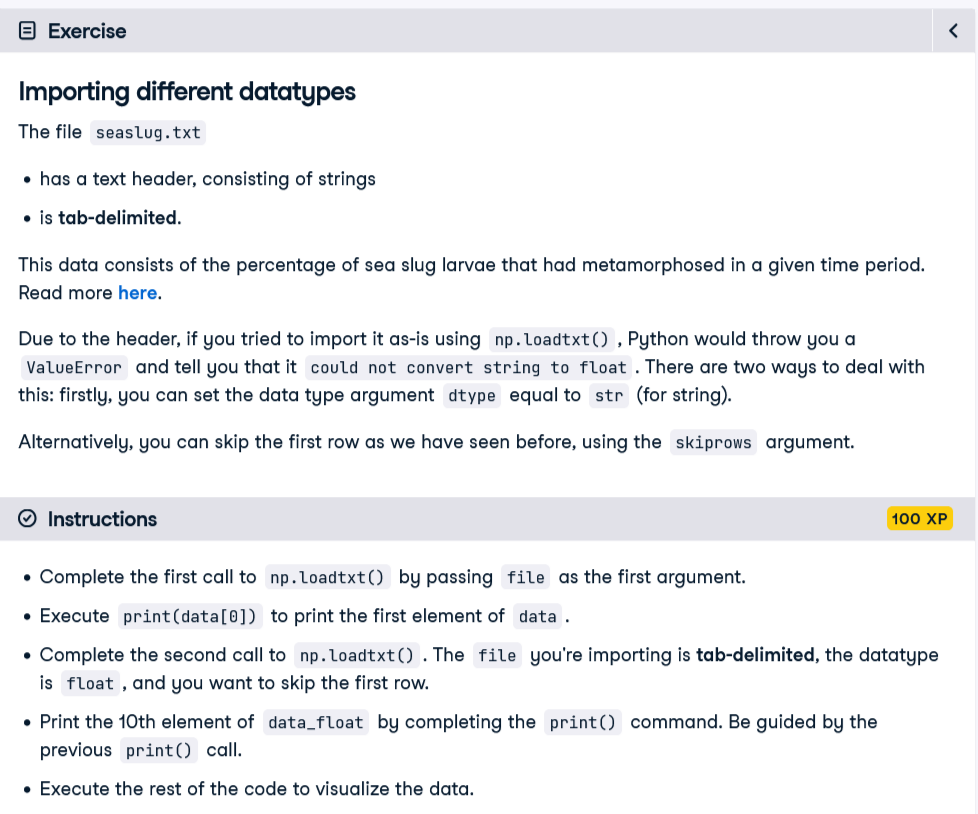 Exercise
Importing different datatypes
The file seaslug.txt
• has a text header, consisting of strings
• is tab-delimited.
This data consists of the percentage of sea slug larvae that had metamorphosed in a given time period.
Read more here.
Due to the header, if you tried to import it as-is using np.loadtxt(), Python would throw you a
ValueError and tell you that it could not convert string to float. There are two ways to deal with
this: firstly, you can set the data type argument dtype equal to str (for string).
Alternatively, you can skip the first row as we have seen before, using the skiprows argument.
Instructions
100 XP
• Complete the first call to np.loadtxt() by passing file as the first argument.
• Execute print(data[0]) to print the first element of data.
• Complete the second call to np.loadtxt(). The file you're importing is tab-delimited, the datatype
is float, and you want to skip the first row.
• Print the 10th element of data_float by completing the print() command. Be guided by the
previous print() call.
• Execute the rest of the code to visualize the data.